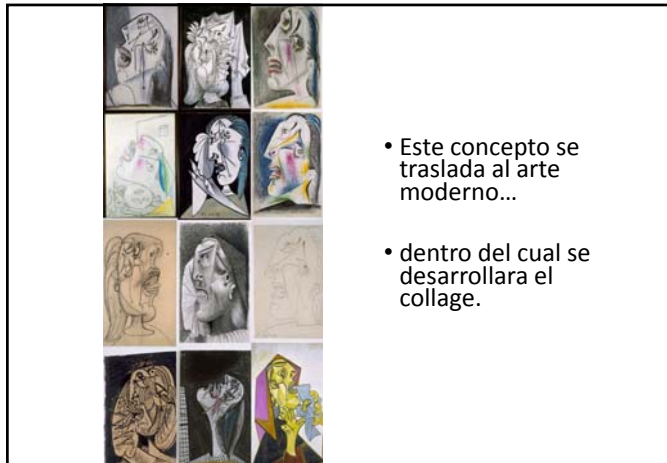 • Este concepto se
traslada al arte
moderno…
• dentro del cual se
desarrollara el
collage.